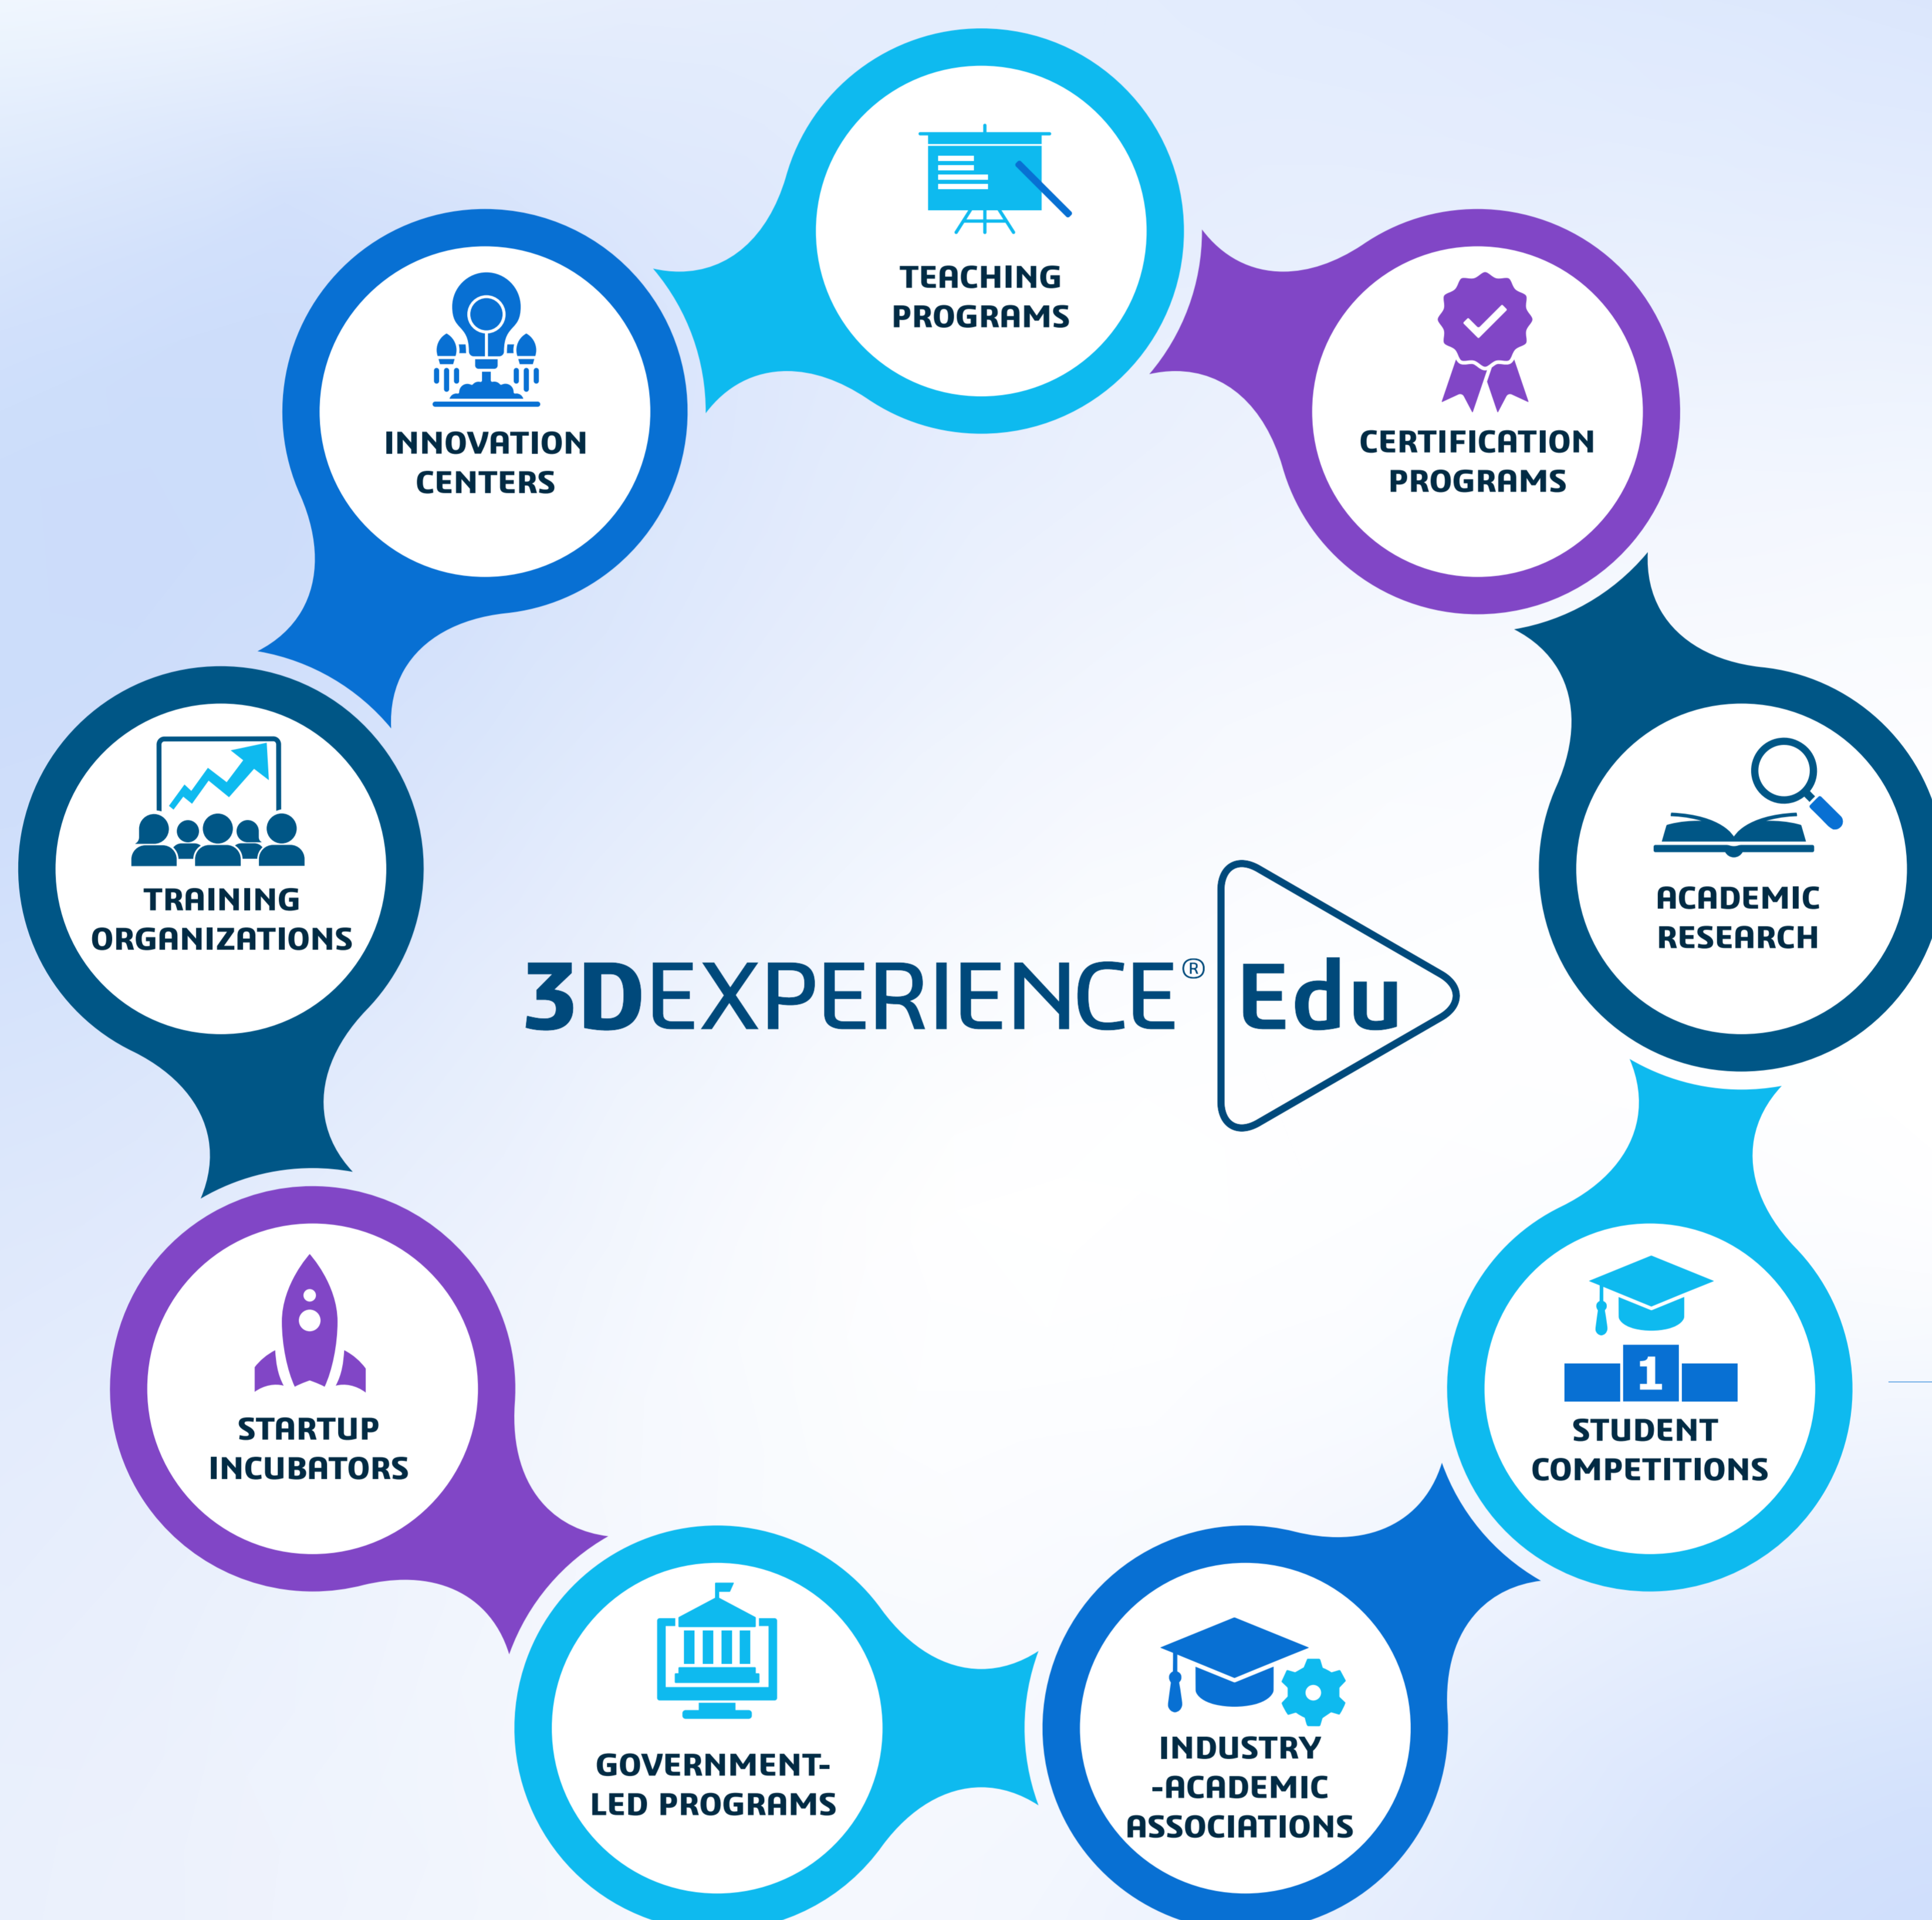 TEACHING
PROGRAMS
CERTIFICATION
PROGRAMS
ACADEMIC
RESEARCH
1
STUDENT
COMPETITIONS
INDUSTRY
-ACADEMIC
ASSOCIATIONS
GOVERNMENT-
LED PROGRAMS
STARTUP
INCUBATORS
TRAINING
ORGANIZATIONS
INNOVATION
CENTERS
3DEXPERIENCE® Edu